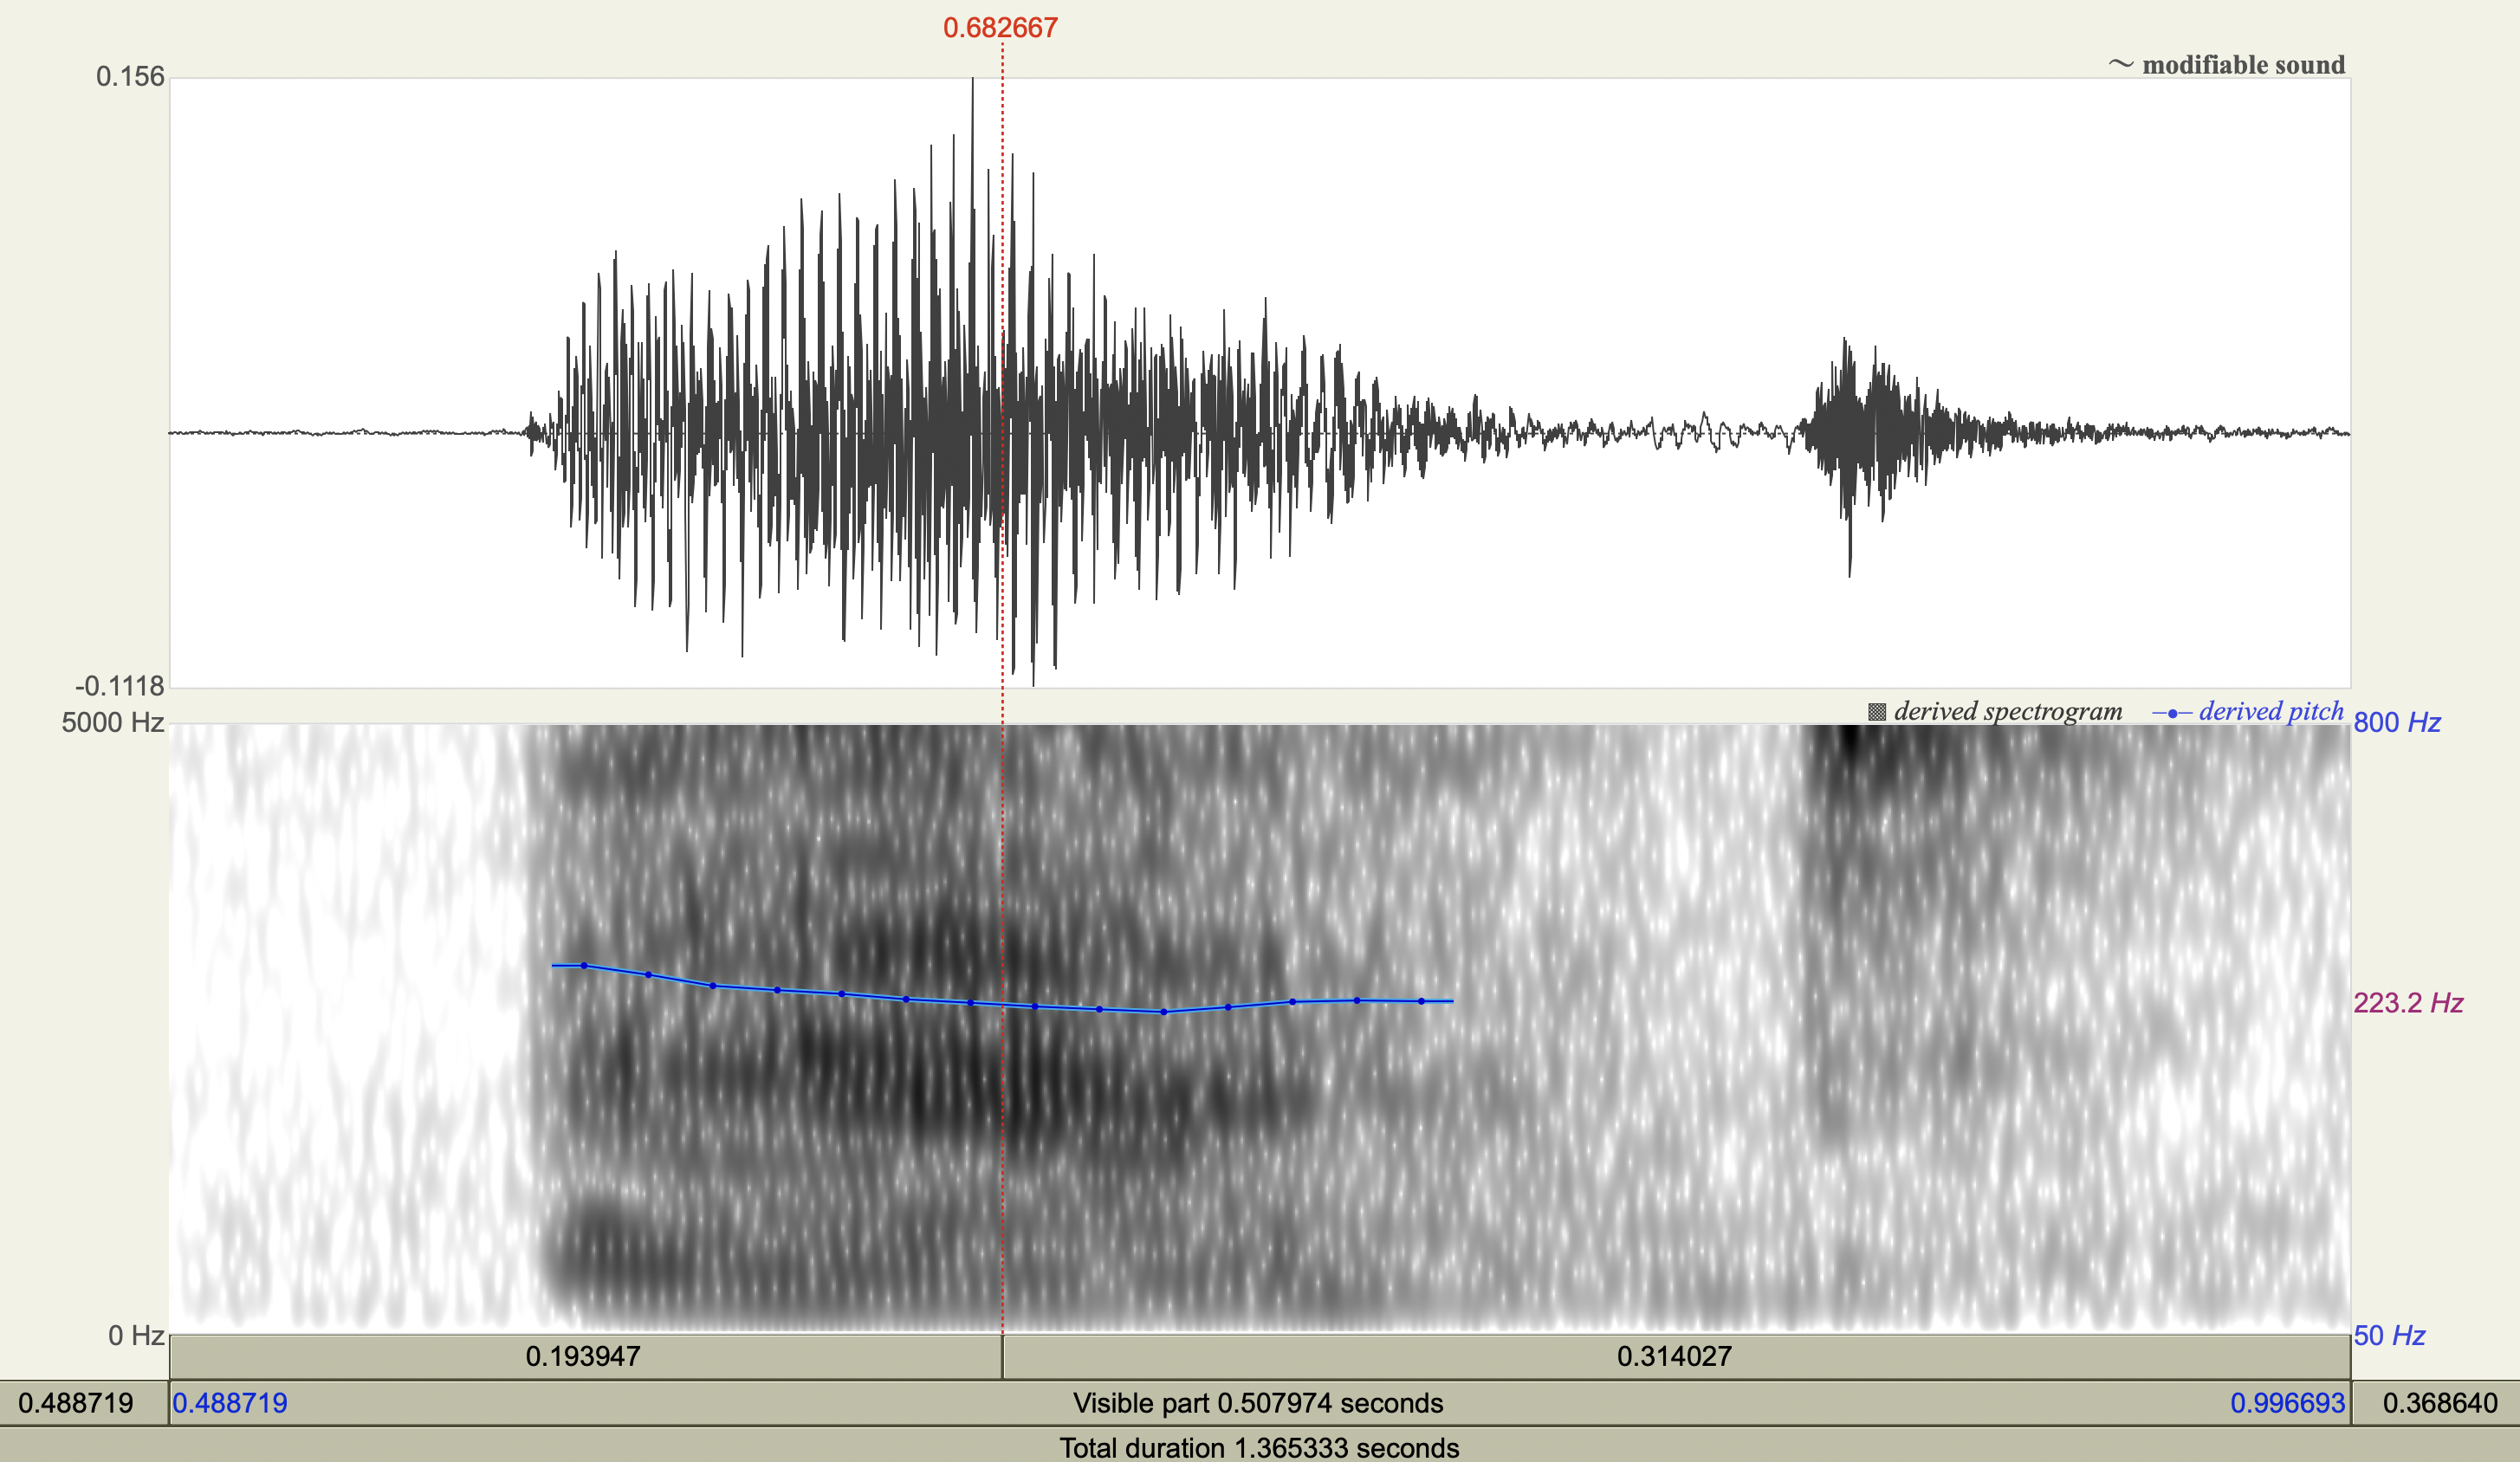 0.682667
0.156
~ modifiable sound
-0.1118
5000 Hz
derived spectrogram
derived pitch
800 Hz
223.2 Hz
0 Hz
50 Hz
0.193947
0.314027
0.488719
0.488719
Visible part 0.507974 seconds
0.996693
0.368640
Total duration 1.365333 seconds